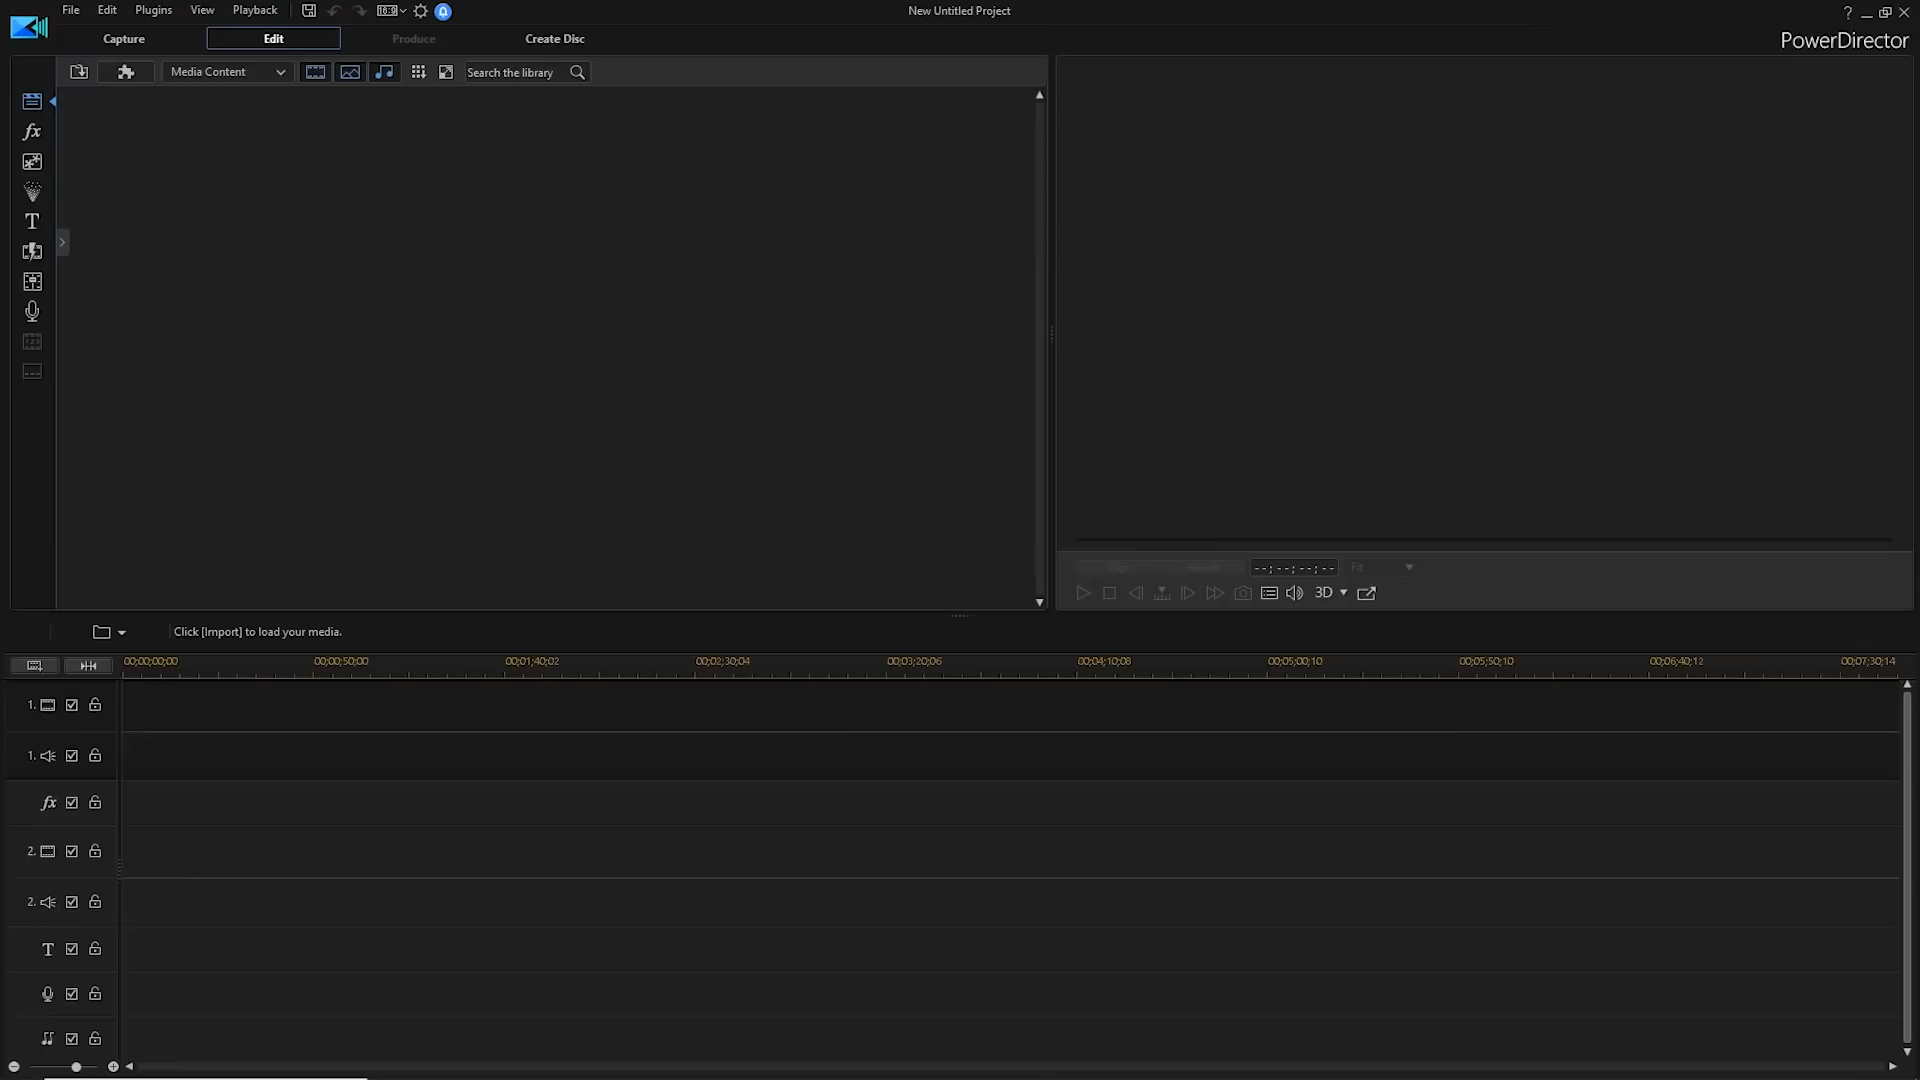 File Edit Plugins View Playback 16:9 New Untitled Project ?
Capture Edit Produce Create Disc PowerDirector
Media Content Search the library
fx
T
--;--;--;-- Fit
3D
Click [Import] to load your media.
00;00;00;00 00;00;50;00 00;01;40;02 00;02;30;04 00;03;20;06 00;04;10;08 00;05;00;10 00;05;50;10 00;06;40;12 00;07;30;14
1.
1.
fx
2.
2.
T